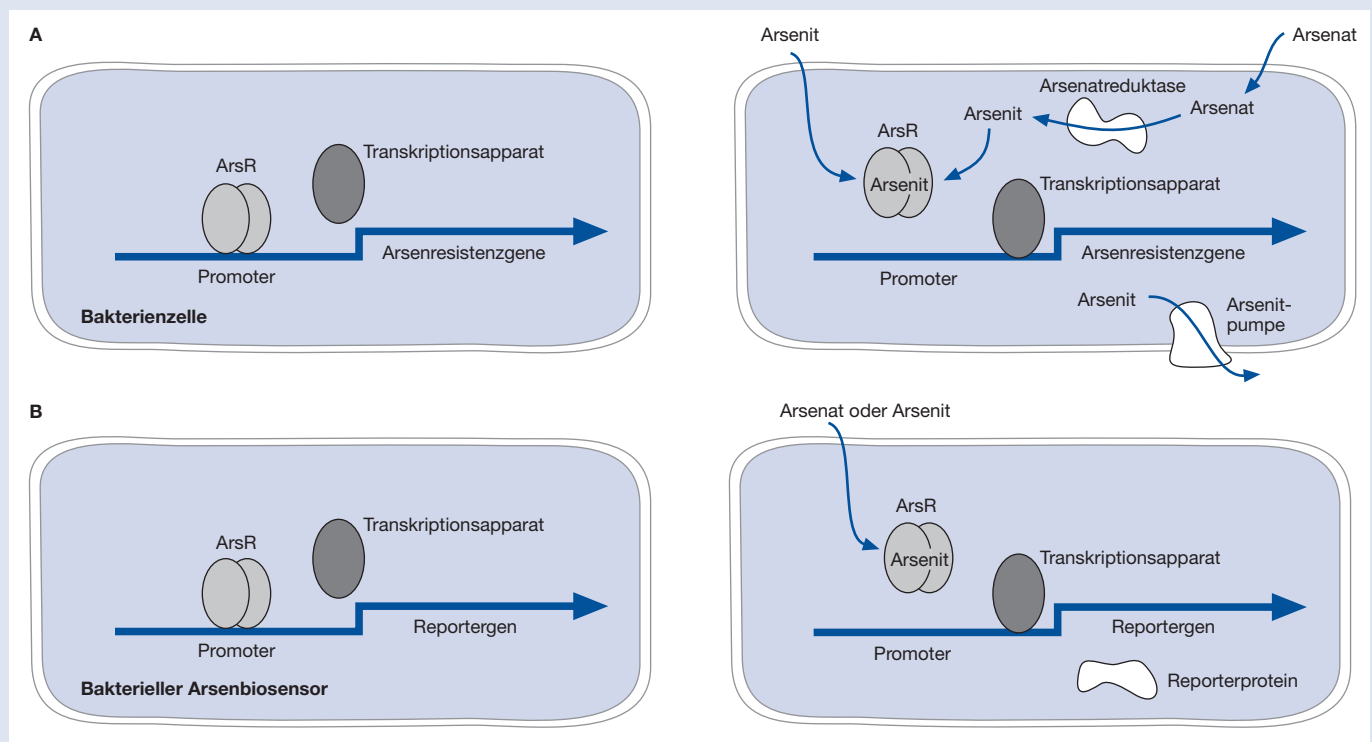 A
ArsR
Transkriptionsapparat
Promoter
Arsenresistenzgene
Bakterienzelle
Arsenit
Arsenat
Arsenatreduktase
Arsenit
Arsenat
ArsR
Arsenit
Transkriptionsapparat
Promoter
Arsenresistenzgene
Arsenit
Arsenit-
pumpe
B
ArsR
Transkriptionsapparat
Promoter
Reportergen
Bakterieller Arsenbiosensor
Arsenat oder Arsenit
ArsR
Arsenit
Transkriptionsapparat
Promoter
Reportergen
Reporterprotein